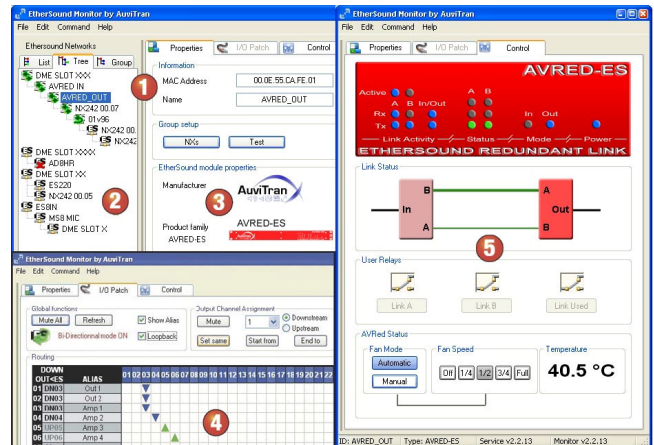 EtherSound Monitor by AuviTran
File Edit Command Help
Ethersound Networks
List Tree Group
DME SLOT XXX
AVRED IN
AVRED_OUT
NX242 00.07
01v96
NX242 00.
NX242
DME SLOT XXX
AD8HR
DME SLOT XXX
ES220
NX242 00.05
ES8IN
MS8 MIC
DME SLOT X
1
2
Properties I/O Patch Control
Information
MAC Address 00.0E.55.CA.FE.01
Name AVRED_OUT
Group setup
NXs Test
EtherSound module properties
Manufacturer AuviTran
3
Product family AVRED-ES
AVRED-ES
EtherSound Monitor by AuviTran
File Edit Command Help
Properties I/O Patch Control
Global functions
Mute All Refresh Show Alias
Bi-Directionnal mode ON Loopback
Output Channel Assignment
Mute 1 Downstream
Upstream
Set same Start from End to
Routing
DOWN
OUT<ES ALIAS 01 02 03 04 05 06 07 08 09 10 11 12 13 14 15 16 17 18 19 20 21 22
01 DN03 Out 1
02 DN03 Out 2
03 DN03 Amp 1
04 DN04 Amp 2
05 UP05 Amp 3
06 UP06 Amp 4
4
EtherSound Monitor by AuviTran
File Edit Command Help
Properties I/O Patch Control
AVRED-ES
Active A B
A B In/Out
Rx In Out
Tx
Link Activity Status Mode Power
ETHERSOUND REDUNDANT LINK
Link Status
B A
In Out
A B
5
User Relays
Link A Link B Link Used
AVRed Status
Fan Mode Fan Speed Temperature
Automatic
Manual
Off 1/4 1/2 3/4 Full
40.5 °C
ID: AVRED_OUT Type: AVRED-ES Service v2.2.13 Monitor v2.2.13